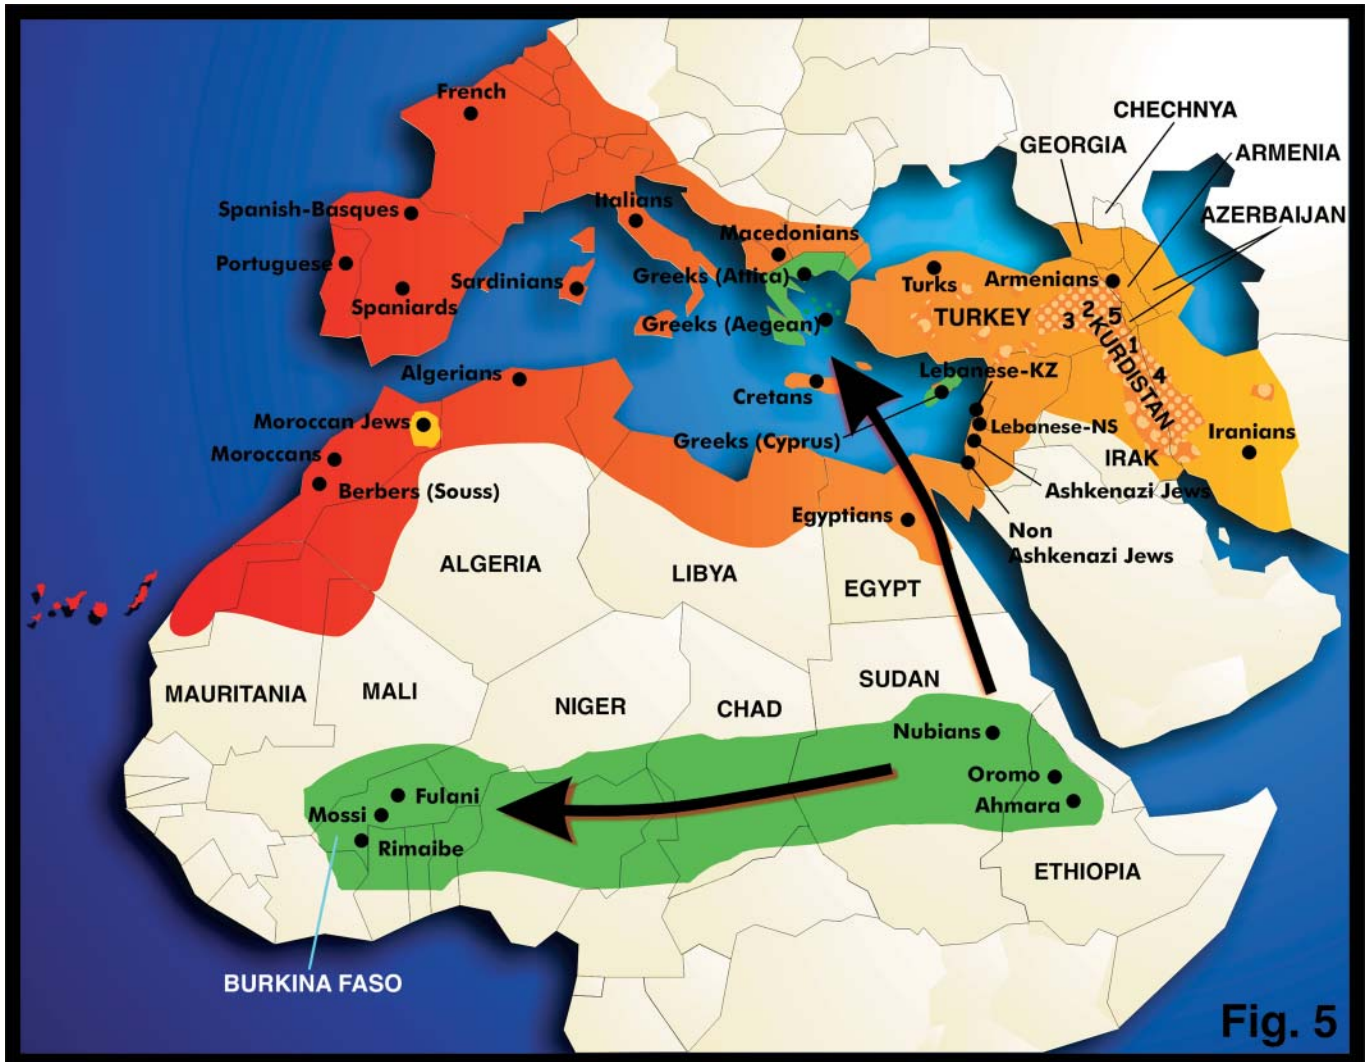 French
CHECHNYA
GEORGIA
ARMENIA
Spanish-Basques
Italians
AZERBAIJAN
Macedonians
Portuguese
Sardinians
Greeks (Attica)
Turks
Armenians
Spaniards
Greeks (Aegean)
TURKEY
2
3
5
KURDISTAN
1
4
Algerians
Cretans
Lebanese-KZ
Moroccan Jews
Greeks (Cyprus)
Lebanese-NS
Iranians
Moroccans
IRAK
Berbers (Souss)
Ashkenazi Jews
Egyptians
Non
Ashkenazi Jews
ALGERIA
LIBYA
EGYPT
MAURITANIA
MALI
NIGER
CHAD
SUDAN
Nubians
Oromo
Ahmara
Fulani
Mossi
Rimaibe
ETHIOPIA
BURKINA FASO
Fig. 5